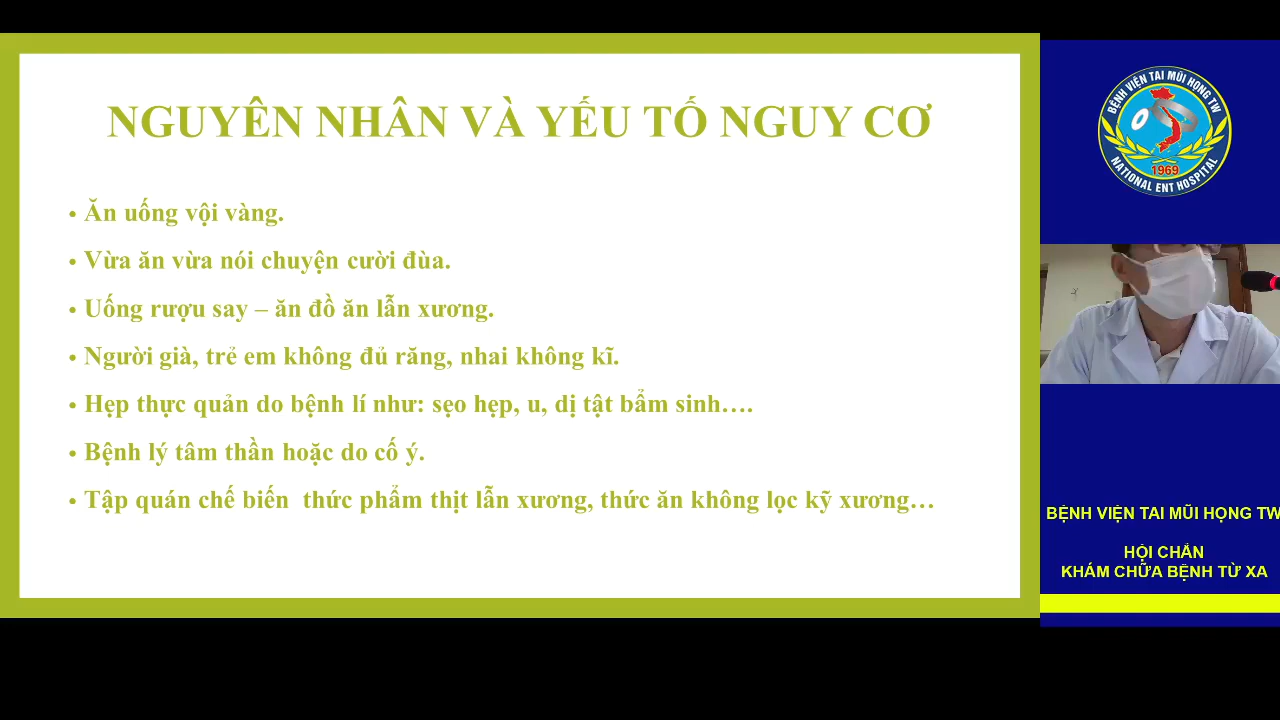 NGUYÊN NHÂN VÀ YẾU TỐ NGUY CƠ
• Ăn uống vội vàng.
• Vừa ăn vừa nói chuyện cười đùa.
• Uống rượu say – ăn đồ ăn lẫn xương.
• Người già, trẻ em không đủ răng, nhai không kĩ.
• Hẹp thực quản do bệnh lí như: sẹo hẹp, u, dị tật bẩm sinh….
• Bệnh lý tâm thần hoặc do cố ý.
• Tập quán chế biến  thức phẩm thịt lẫn xương, thức ăn không lọc kỹ xương…
BỆNH VIỆN TAI MŨI HỌNG TW
1969
NATIONAL ENT HOSPITAL
BỆNH VIỆN TAI MŨI HỌNG TW
HỘI CHẨN
KHÁM CHỮA BỆNH TỪ XA